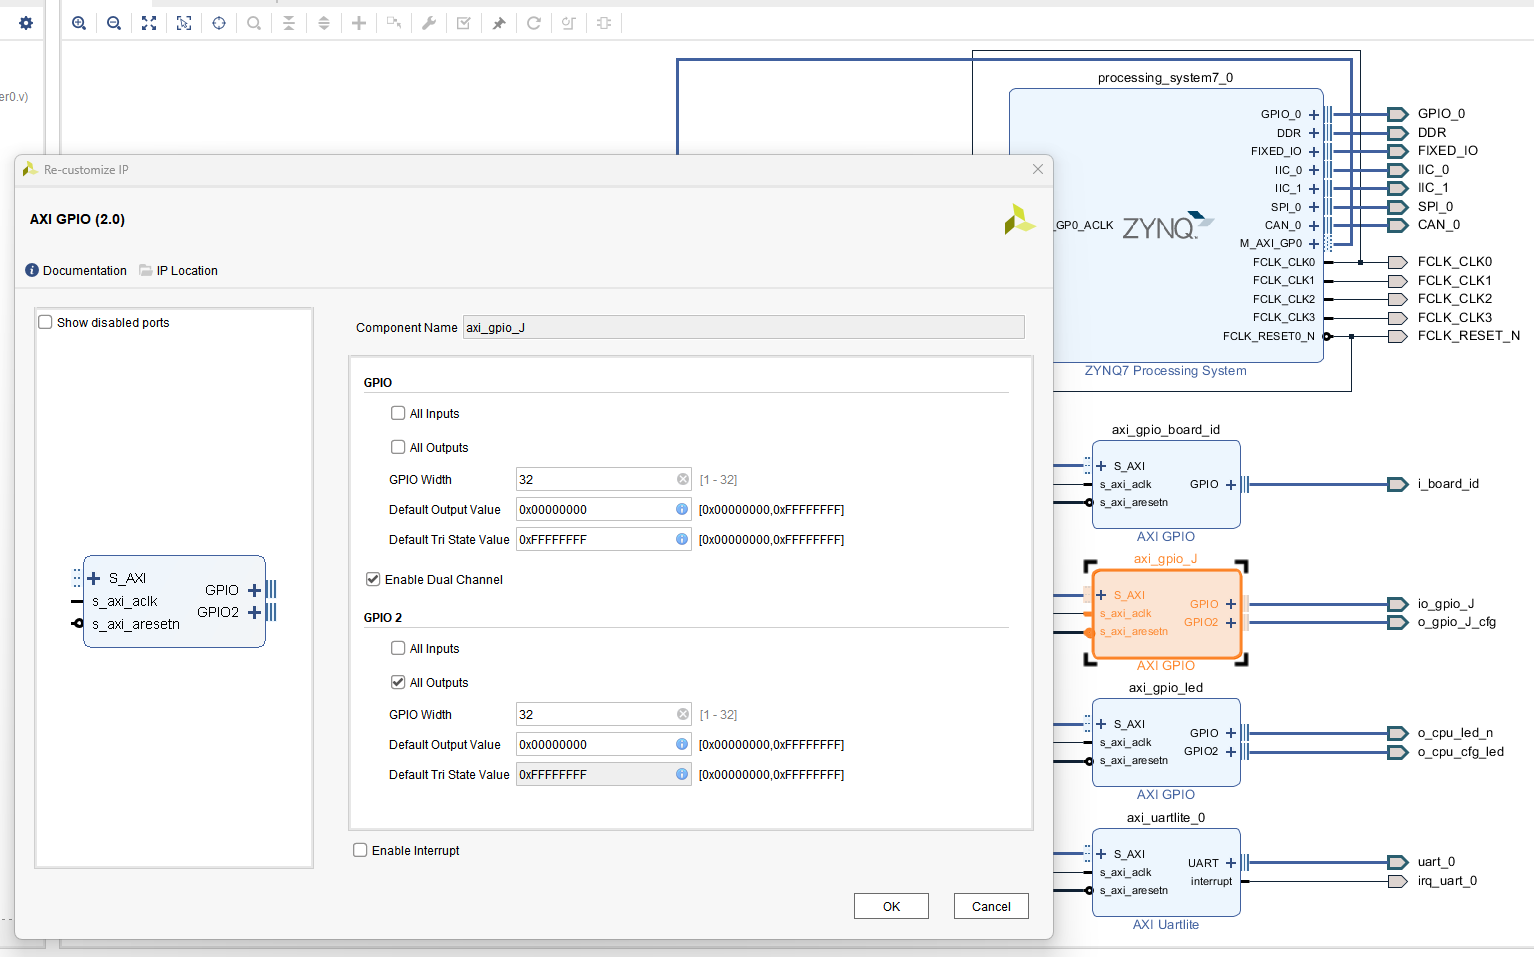 er0.v)
processing_system7_0
GPIO_0
DDR
FIXED_IO
IIC_0
IIC_1
SPI_0
CAN_0
M_AXI_GP0
FCLK_CLK0
FCLK_CLK1
FCLK_CLK2
FCLK_CLK3
FCLK_RESET0_N
_GP0_ACLK
ZYNQ
ZYNQ7 Processing System
GPIO_0
DDR
FIXED_IO
IIC_0
IIC_1
SPI_0
CAN_0
FCLK_CLK0
FCLK_CLK1
FCLK_CLK2
FCLK_CLK3
FCLK_RESET_N
Re-customize IP
AXI GPIO (2.0)
Documentation IP Location
Show disabled ports
S_AXI
s_axi_aclk
s_axi_aresetn
GPIO
GPIO2
Component Name axi_gpio_J
GPIO
All Inputs
All Outputs
GPIO Width 32 [1 - 32]
Default Output Value 0x00000000 [0x00000000,0xFFFFFFFF]
Default Tri State Value 0xFFFFFFFF [0x00000000,0xFFFFFFFF]
Enable Dual Channel
GPIO 2
All Inputs
All Outputs
GPIO Width 32 [1 - 32]
Default Output Value 0x00000000 [0x00000000,0xFFFFFFFF]
Default Tri State Value 0xFFFFFFFF [0x00000000,0xFFFFFFFF]
Enable Interrupt
OK Cancel
axi_gpio_board_id
S_AXI
s_axi_aclk
s_axi_aresetn
GPIO
AXI GPIO
i_board_id
axi_gpio_J
S_AXI
s_axi_aclk
s_axi_aresetn
GPIO
GPIO2
AXI GPIO
io_gpio_J
o_gpio_J_cfg
axi_gpio_led
S_AXI
s_axi_aclk
s_axi_aresetn
GPIO
GPIO2
AXI GPIO
o_cpu_led_n
o_cpu_cfg_led
axi_uartlite_0
S_AXI
s_axi_aclk
s_axi_aresetn
UART
interrupt
AXI Uartlite
uart_0
irq_uart_0